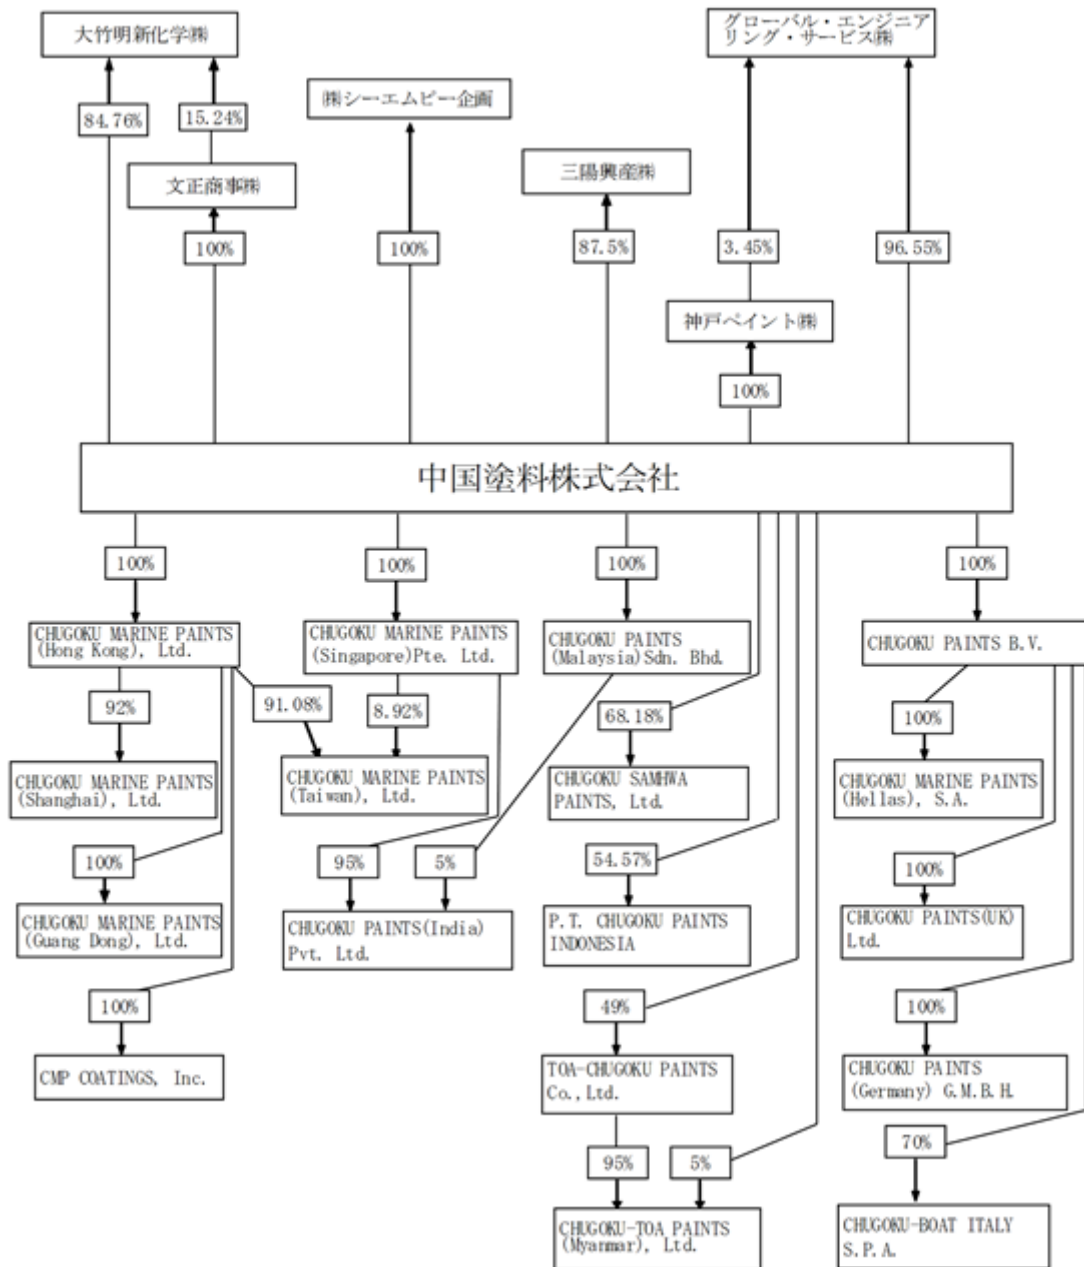 大竹明新化学㈱
グローバル・エンジニア
リング・サービス㈱
84.76%
15.24%
㈱シーエムピー企画
文正商事㈱
三陽興産㈱
100%
100%
87.5%
3.45%
96.55%
神戸ペイント㈱
100%
中国塗料株式会社
100%
100%
100%
100%
CHUGOKU MARINE PAINTS
(Hong Kong), Ltd.
CHUGOKU MARINE PAINTS
(Singapore)Pte. Ltd.
CHUGOKU PAINTS
(Malaysia)Sdn. Bhd.
CHUGOKU PAINTS B.V.
92%
91.08%
8.92%
68.18%
100%
CHUGOKU MARINE PAINTS
(Shanghai), Ltd.
CHUGOKU MARINE PAINTS
(Taiwan), Ltd.
CHUGOKU SAMHWA
PAINTS, Ltd.
CHUGOKU MARINE PAINTS
(Hellas), S.A.
100%
95%
5%
54.57%
100%
CHUGOKU MARINE PAINTS
(Guang Dong), Ltd.
CHUGOKU PAINTS(India)
Pvt. Ltd.
P.T. CHUGOKU PAINTS
INDONESIA
CHUGOKU PAINTS(UK)
Ltd.
100%
49%
100%
CMP COATINGS, Inc.
TOA-CHUGOKU PAINTS
Co.,Ltd.
CHUGOKU PAINTS
(Germany) G.M.B.H.
95%
5%
70%
CHUGOKU-TOA PAINTS
(Myanmar), Ltd.
CHUGOKU-BOAT ITALY
S.P.A.